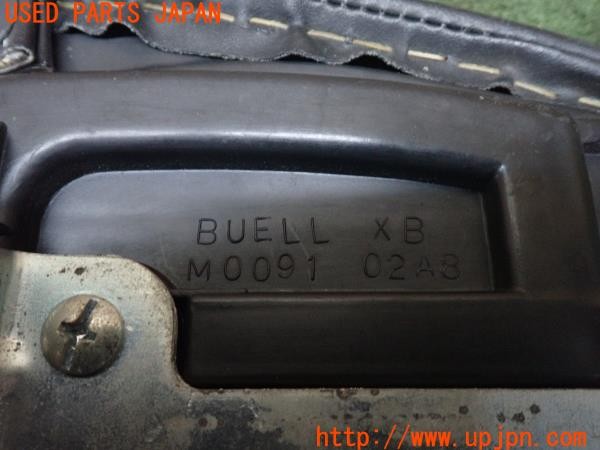 USED PARTS JAPAN
BUELL XB
M0091 02A8
http://www.upjpn.com